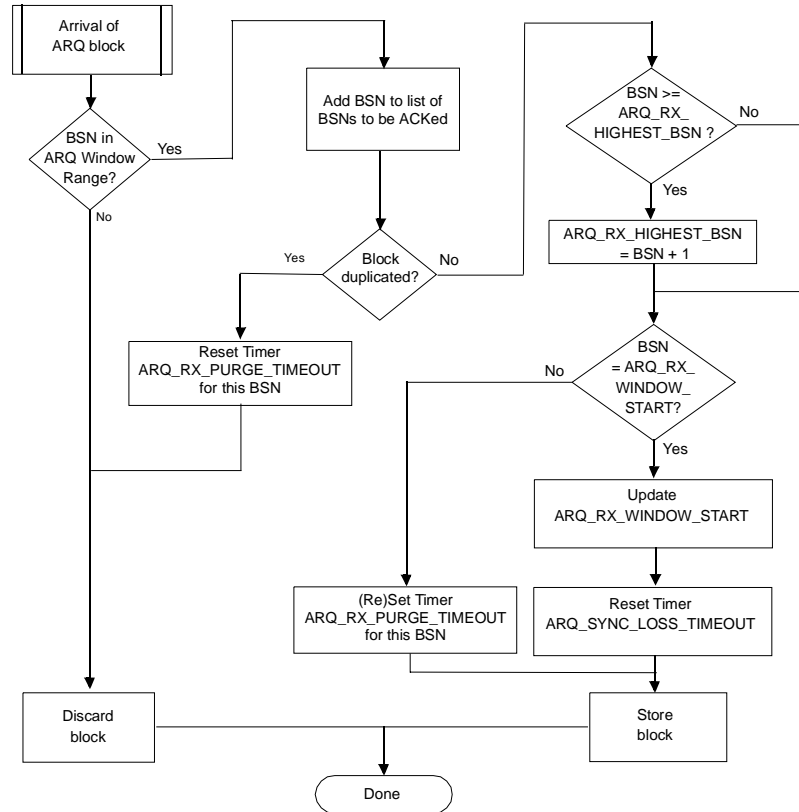 Arrival of
ARQ block
BSN in
ARQ Window
Range?
Yes
No
Add BSN to list of
BSNs to be ACKed
Block
duplicated?
Yes
No
Reset Timer
ARQ_RX_PURGE_TIMEOUT
for this BSN
BSN >=
ARQ_RX_
HIGHEST_BSN ?
No
Yes
ARQ_RX_HIGHEST_BSN
= BSN + 1
BSN
= ARQ_RX_
WINDOW_
START?
No
Yes
Update
ARQ_RX_WINDOW_START
(Re)Set Timer
ARQ_RX_PURGE_TIMEOUT
for this BSN
Reset Timer
ARQ_SYNC_LOSS_TIMEOUT
Discard
block
Store
block
Done